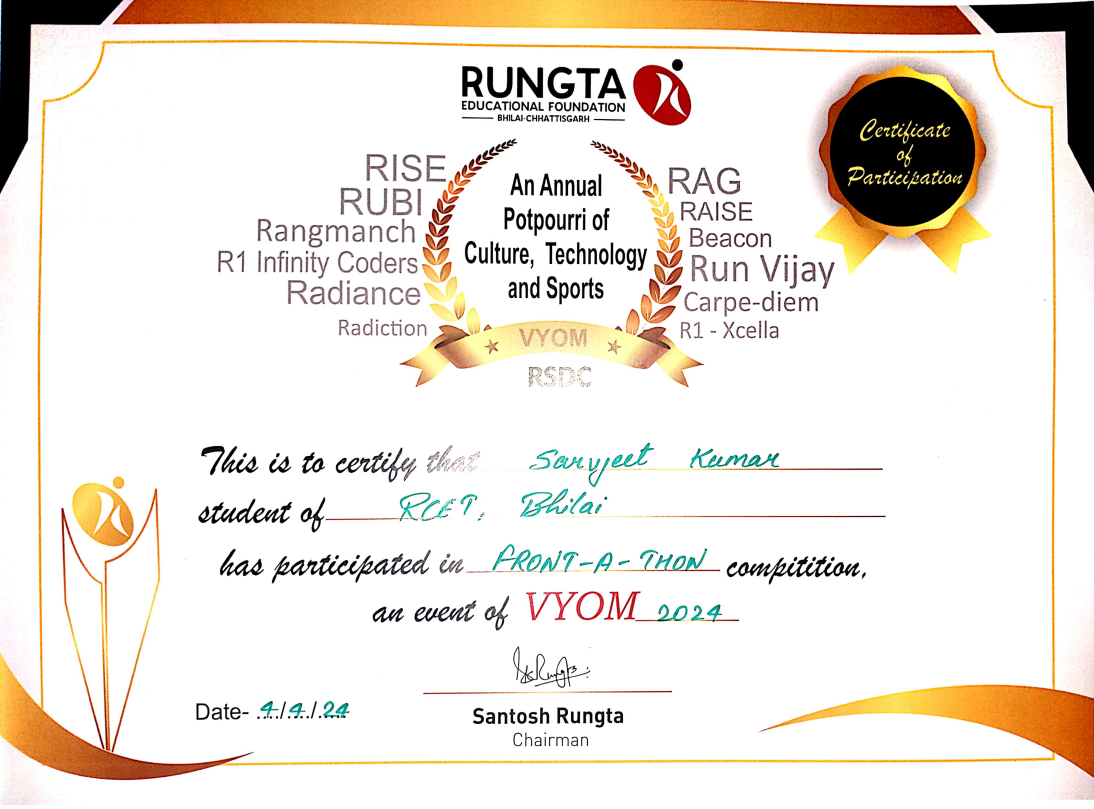 RUNGTA
EDUCATIONAL FOUNDATION
BHILAI-CHHATTISGARH
Certificate
of
Participation
RISE
RUBI
Rangmanch
R1 Infinity Coders
Radiance
Radiction
An Annual
Potpourri of
Culture, Technology
and Sports
RAG
RAISE
Beacon
Run Vijay
Carpe-diem
R1 - Xcella
VYOM
RSDC
This is to certify that Sarvjeet Kumar
student of RCET, Bhilai
has participated in FRONT-A-THON compitition,
an event of VYOM 2024
Date- 4/4/24
Santosh Rungta
Chairman